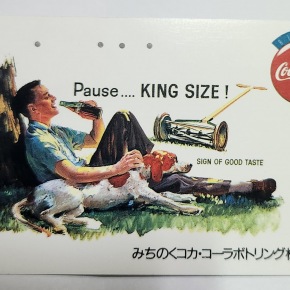 Pause.... KING SIZE!
SIGN OF GOOD TASTE
みちのくコカ・コーラボトリング